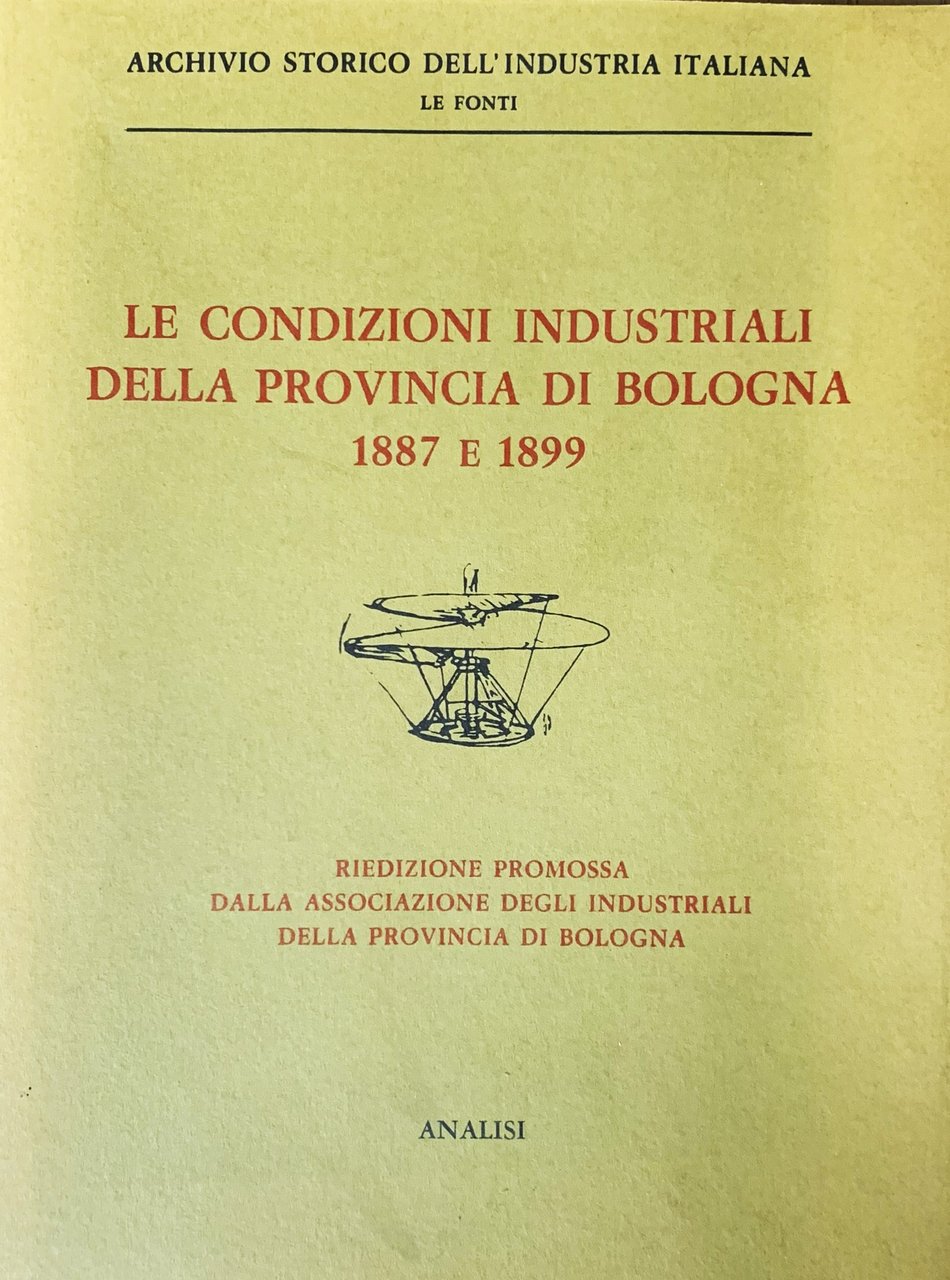 ARCHIVIO STORICO DELL'INDUSTRIA ITALIANA
LE FONTI
LE CONDIZIONI INDUSTRIALI
DELLA PROVINCIA DI BOLOGNA
1887 E 1899
RIEDIZIONE PROMOSSA
DALLA ASSOCIAZIONE DEGLI INDUSTRIALI
DELLA PROVINCIA DI BOLOGNA
ANALISI